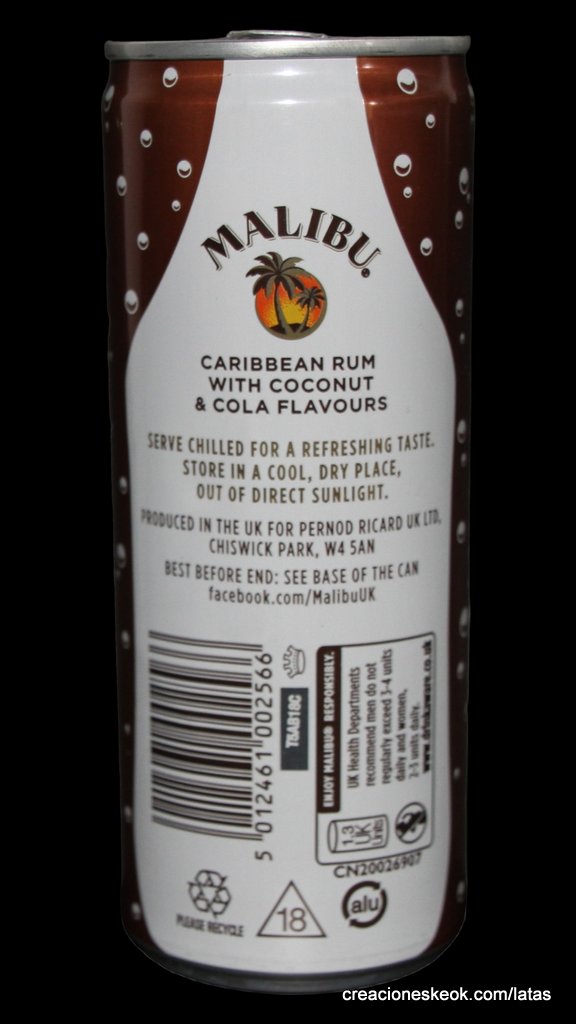 MALIBU®
CARIBBEAN RUM
WITH COCONUT
& COLA FLAVOURS
SERVE CHILLED FOR A REFRESHING TASTE.
STORE IN A COOL, DRY PLACE,
OUT OF DIRECT SUNLIGHT.
PRODUCED IN THE UK FOR PERNOD RICARD UK LTD,
CHISWICK PARK, W4 5AN
BEST BEFORE END: SEE BASE OF THE CAN
facebook.com/MalibuUK
5 012461 002566
T6AB18C
ENJOY MALIBU® RESPONSIBLY.
UK Health Departments
recommend men do not
regularly exceed 3-4 units
daily and women,
2-3 units daily.
www.drinkaware.co.uk
1.3
UK
Units
CN20026907
PLEASE RECYCLE
18
alu
creacioneskeok.com/latas